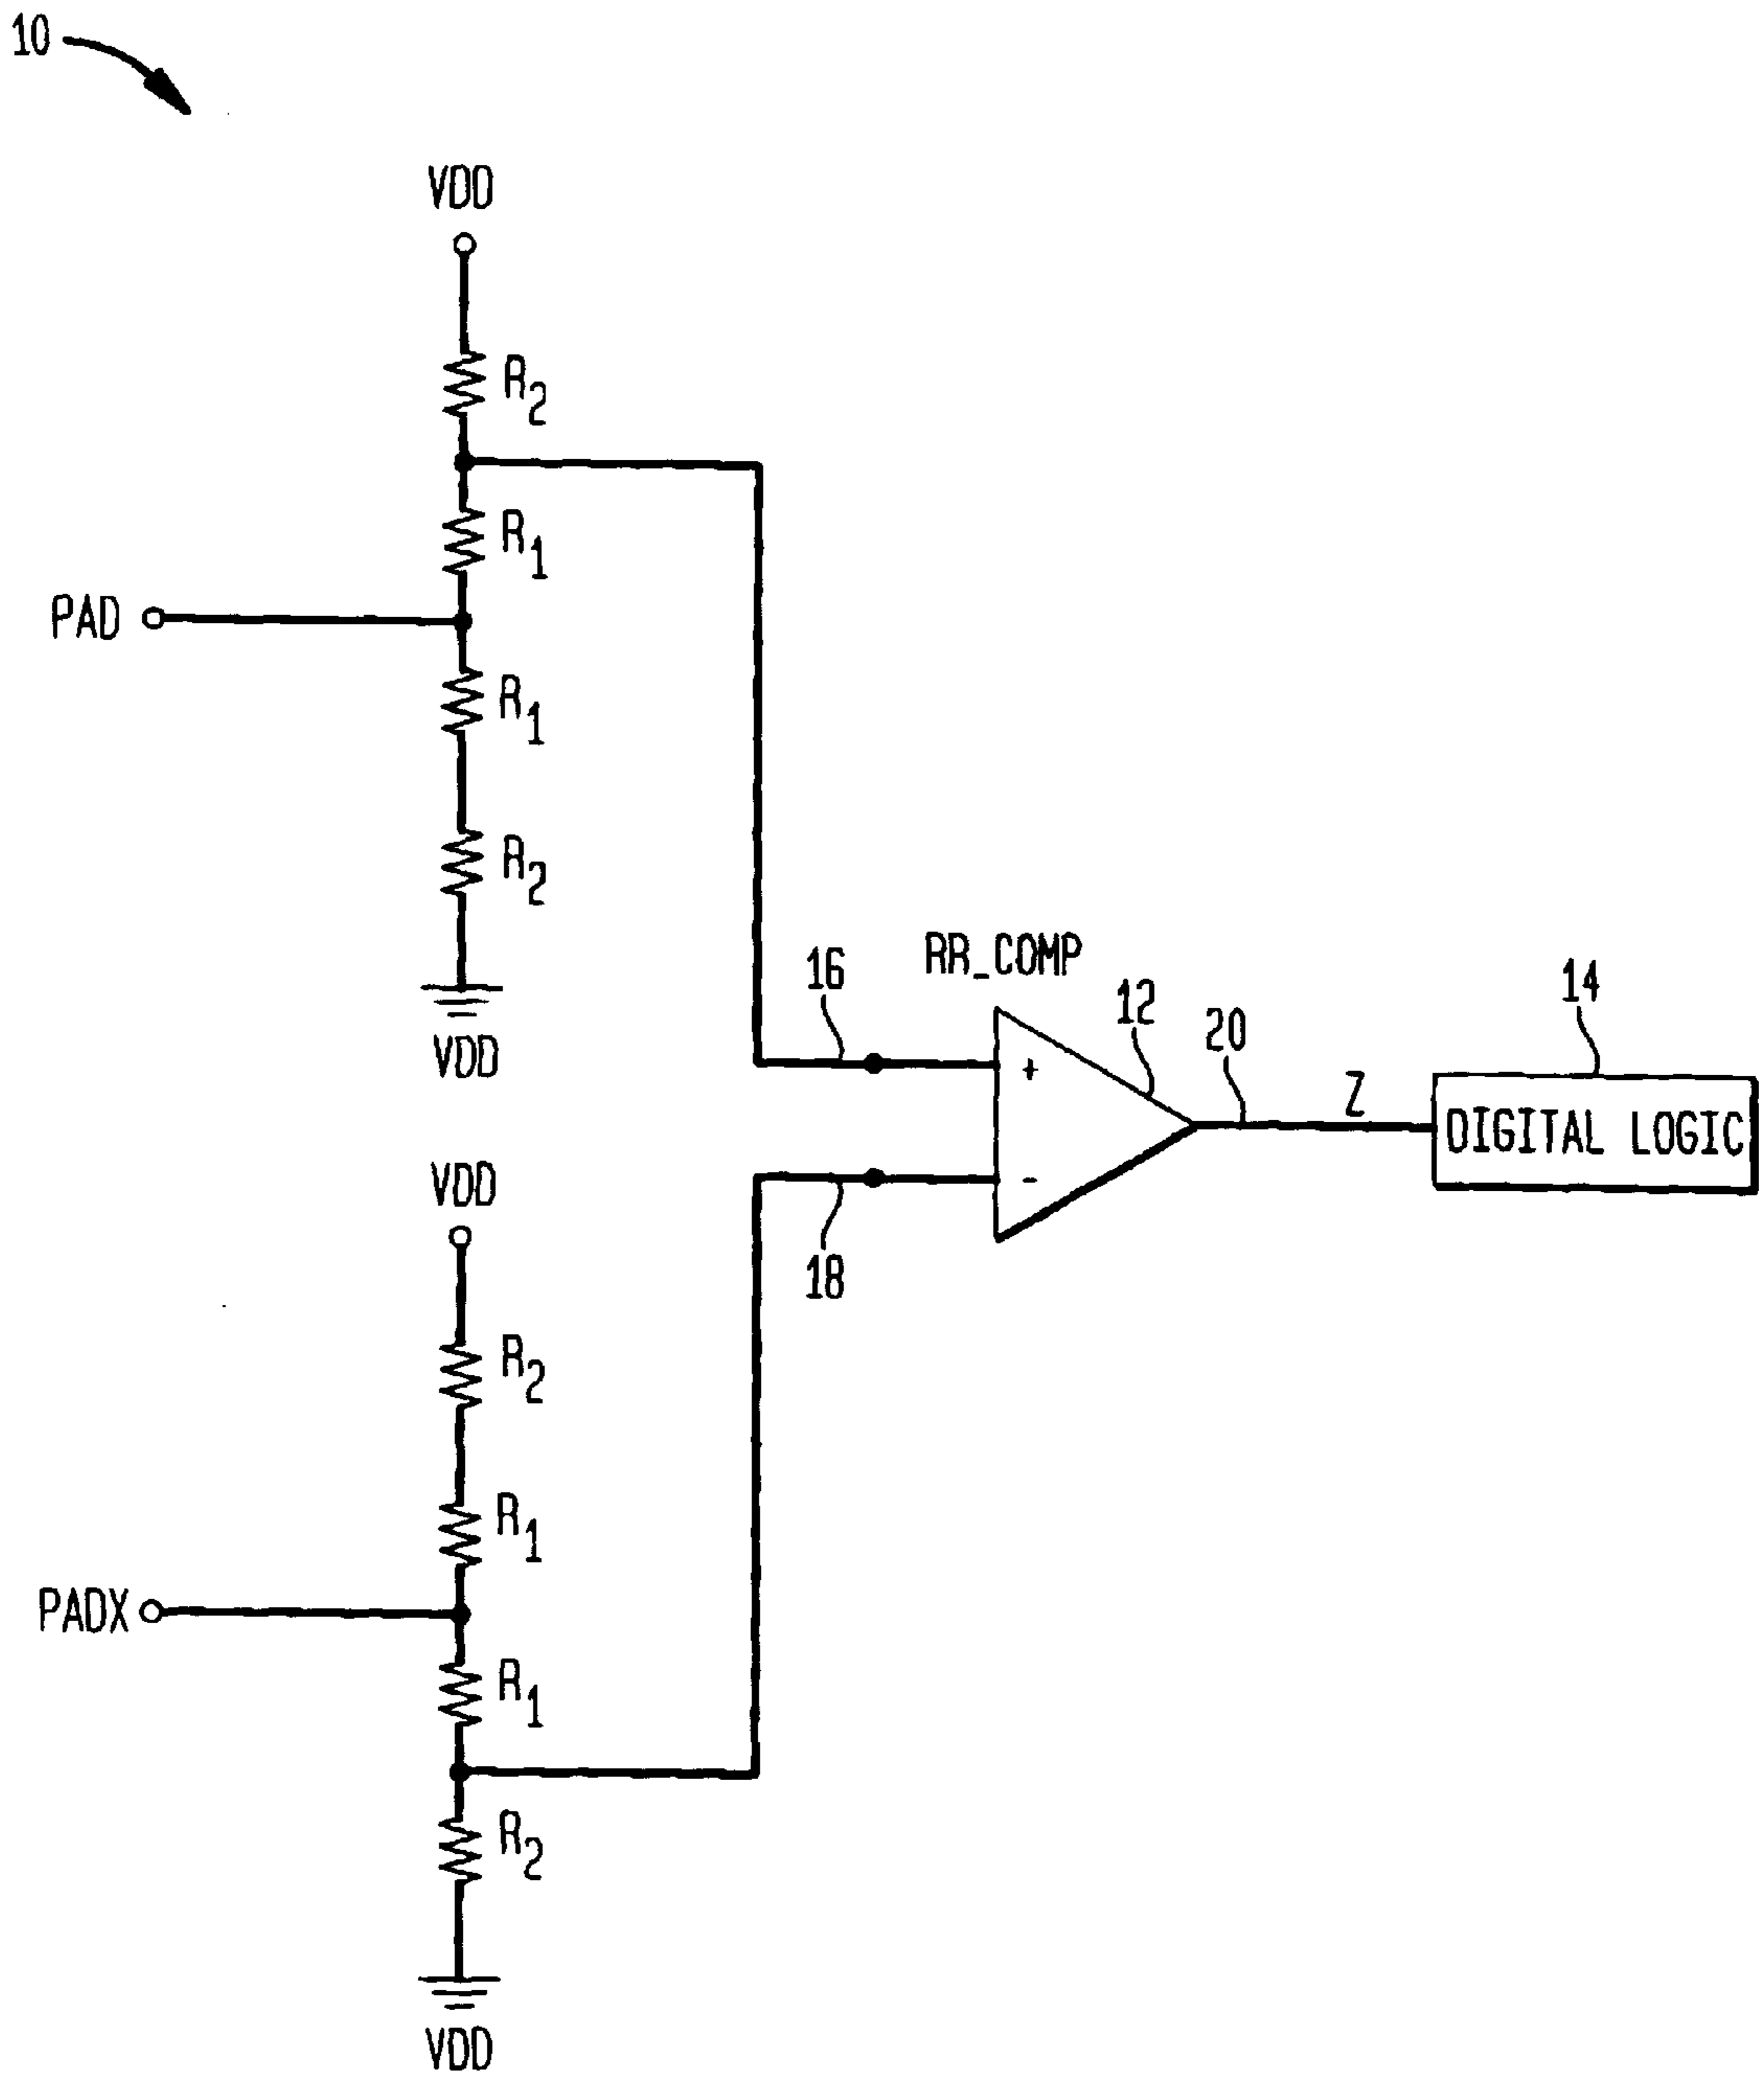 10
VDD
R2
R1
PAD
R1
R2
VDD
RR_COMP
16
12
20
14
+
Z
DIGITAL LOGIC
-
18
VDD
R2
R1
PADX
R1
R2
VDD